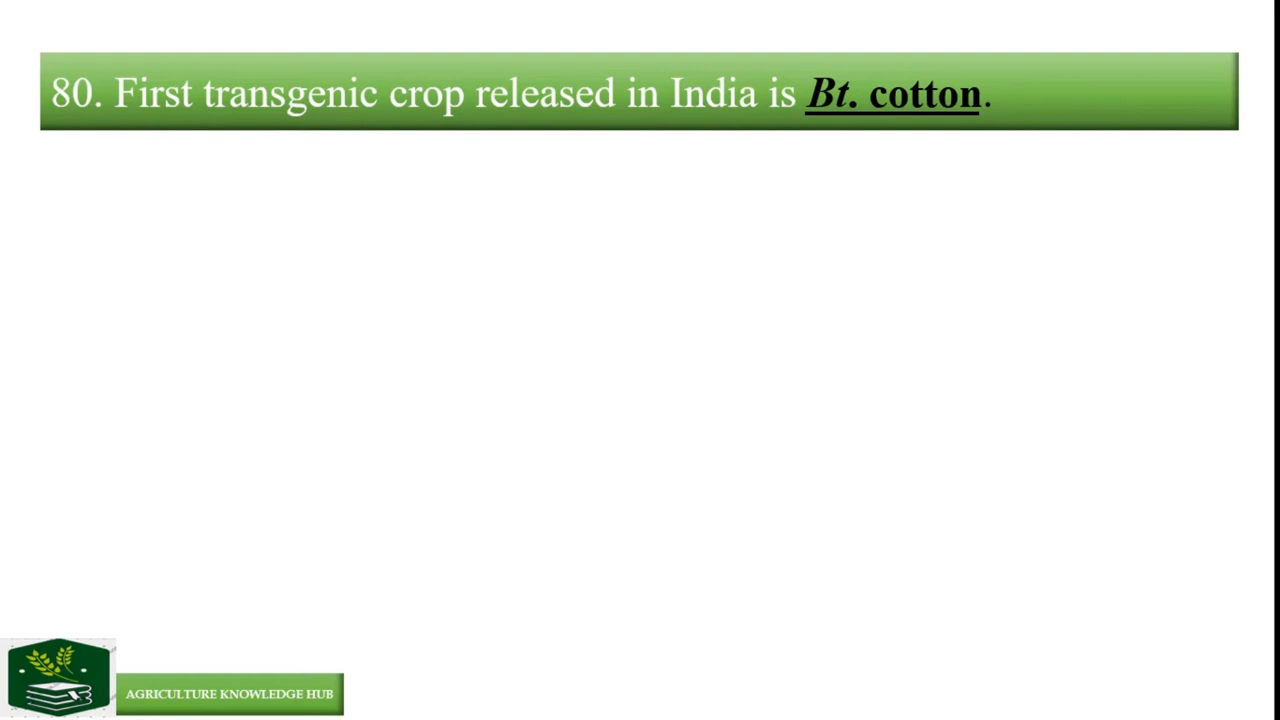 80. First transgenic crop released in India is Bt. cotton.
AGRICULTURE KNOWLEDGE HUB